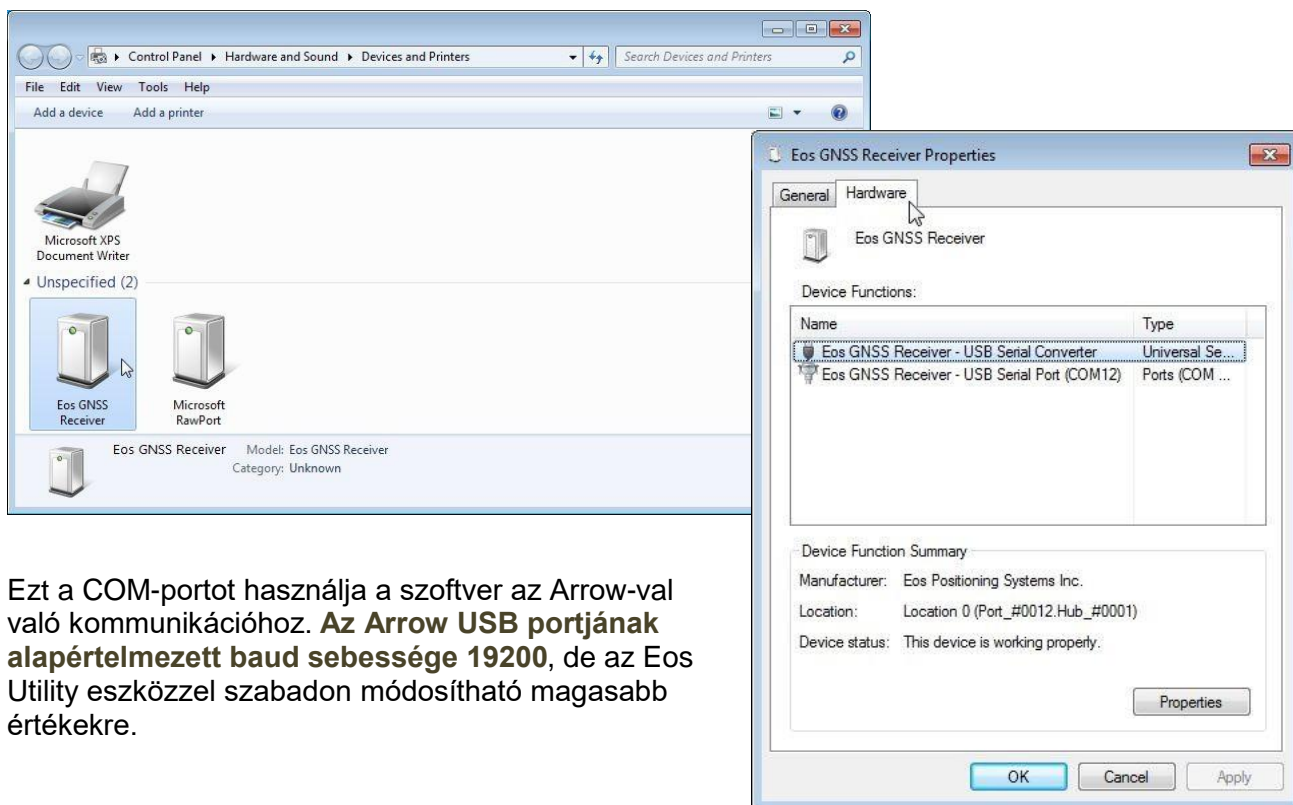 Control Panel ▸ Hardware and Sound ▸ Devices and Printers
Search Devices and Printers
File Edit View Tools Help
Add a device Add a printer
Microsoft XPS
Document Writer
Unspecified (2)
Eos GNSS
Receiver
Microsoft
RawPort
Eos GNSS Receiver Model: Eos GNSS Receiver
Category: Unknown
Eos GNSS Receiver Properties
General Hardware
Eos GNSS Receiver
Device Functions:
Name Type
Eos GNSS Receiver - USB Serial Converter Universal Se...
Eos GNSS Receiver - USB Serial Port (COM12) Ports (COM ...
Device Function Summary
Manufacturer: Eos Positioning Systems Inc.
Location: Location 0 (Port_#0012.Hub_#0001)
Device status: This device is working properly.
Properties
OK Cancel Apply
Ezt a COM-portot használja a szoftver az Arrow-val
való kommunikációhoz. Az Arrow USB portjának
alapértelmezett baud sebessége 19200, de az Eos
Utility eszközzel szabadon módosítható magasabb
értékekre.